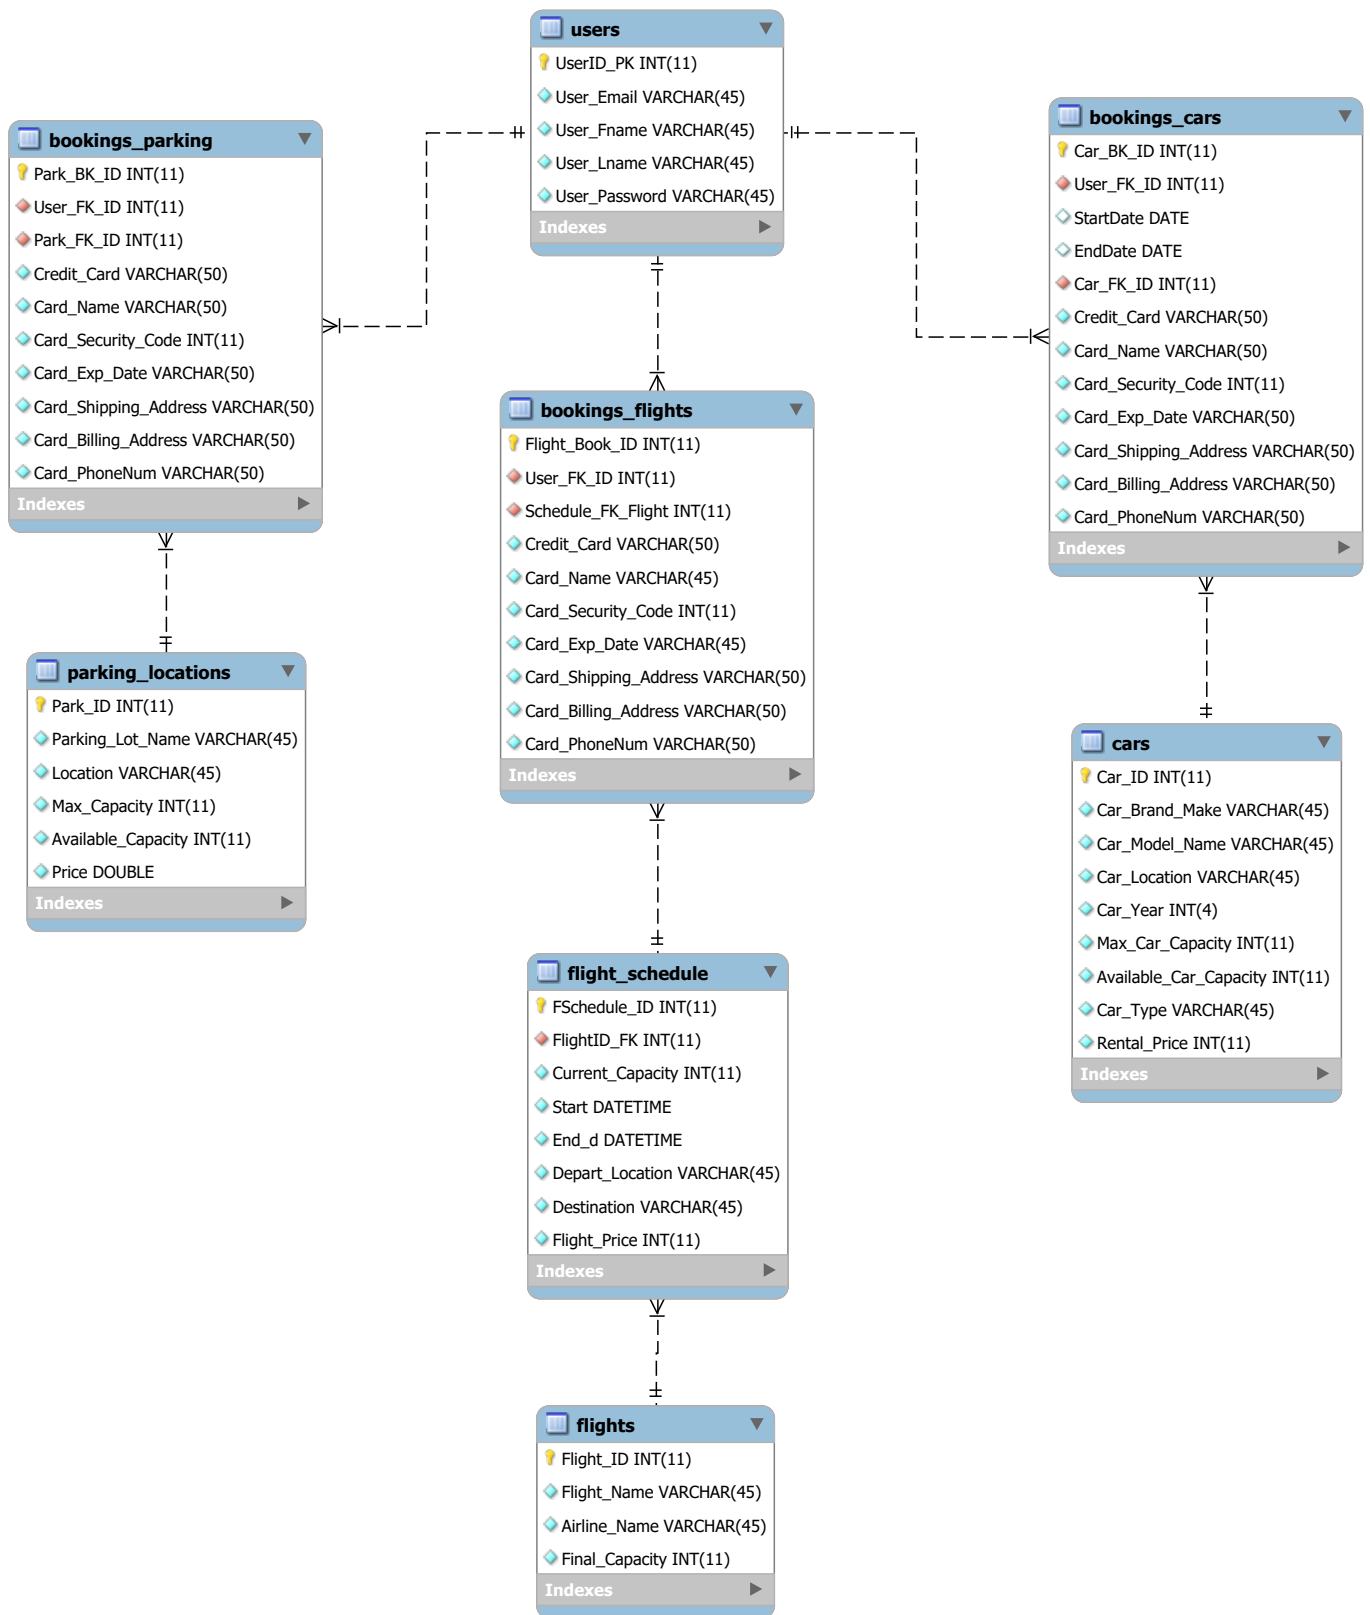 users
UserID_PK INT(11)
User_Email VARCHAR(45)
User_Fname VARCHAR(45)
User_Lname VARCHAR(45)
User_Password VARCHAR(45)
Indexes
bookings_parking
Park_BK_ID INT(11)
User_FK_ID INT(11)
Park_FK_ID INT(11)
Credit_Card VARCHAR(50)
Card_Name VARCHAR(50)
Card_Security_Code INT(11)
Card_Exp_Date VARCHAR(50)
Card_Shipping_Address VARCHAR(50)
Card_Billing_Address VARCHAR(50)
Card_PhoneNum VARCHAR(50)
Indexes
bookings_cars
Car_BK_ID INT(11)
User_FK_ID INT(11)
StartDate DATE
EndDate DATE
Car_FK_ID INT(11)
Credit_Card VARCHAR(50)
Card_Name VARCHAR(50)
Card_Security_Code INT(11)
Card_Exp_Date VARCHAR(50)
Card_Shipping_Address VARCHAR(50)
Card_Billing_Address VARCHAR(50)
Card_PhoneNum VARCHAR(50)
Indexes
bookings_flights
Flight_Book_ID INT(11)
User_FK_ID INT(11)
Schedule_FK_Flight INT(11)
Credit_Card VARCHAR(50)
Card_Name VARCHAR(45)
Card_Security_Code INT(11)
Card_Exp_Date VARCHAR(45)
Card_Shipping_Address VARCHAR(50)
Card_Billing_Address VARCHAR(50)
Card_PhoneNum VARCHAR(50)
Indexes
parking_locations
Park_ID INT(11)
Parking_Lot_Name VARCHAR(45)
Location VARCHAR(45)
Max_Capacity INT(11)
Available_Capacity INT(11)
Price DOUBLE
Indexes
cars
Car_ID INT(11)
Car_Brand_Make VARCHAR(45)
Car_Model_Name VARCHAR(45)
Car_Location VARCHAR(45)
Car_Year INT(4)
Max_Car_Capacity INT(11)
Available_Car_Capacity INT(11)
Car_Type VARCHAR(45)
Rental_Price INT(11)
Indexes
flight_schedule
FSchedule_ID INT(11)
FlightID_FK INT(11)
Current_Capacity INT(11)
Start DATETIME
End_d DATETIME
Depart_Location VARCHAR(45)
Destination VARCHAR(45)
Flight_Price INT(11)
Indexes
flights
Flight_ID INT(11)
Flight_Name VARCHAR(45)
Airline_Name VARCHAR(45)
Final_Capacity INT(11)
Indexes